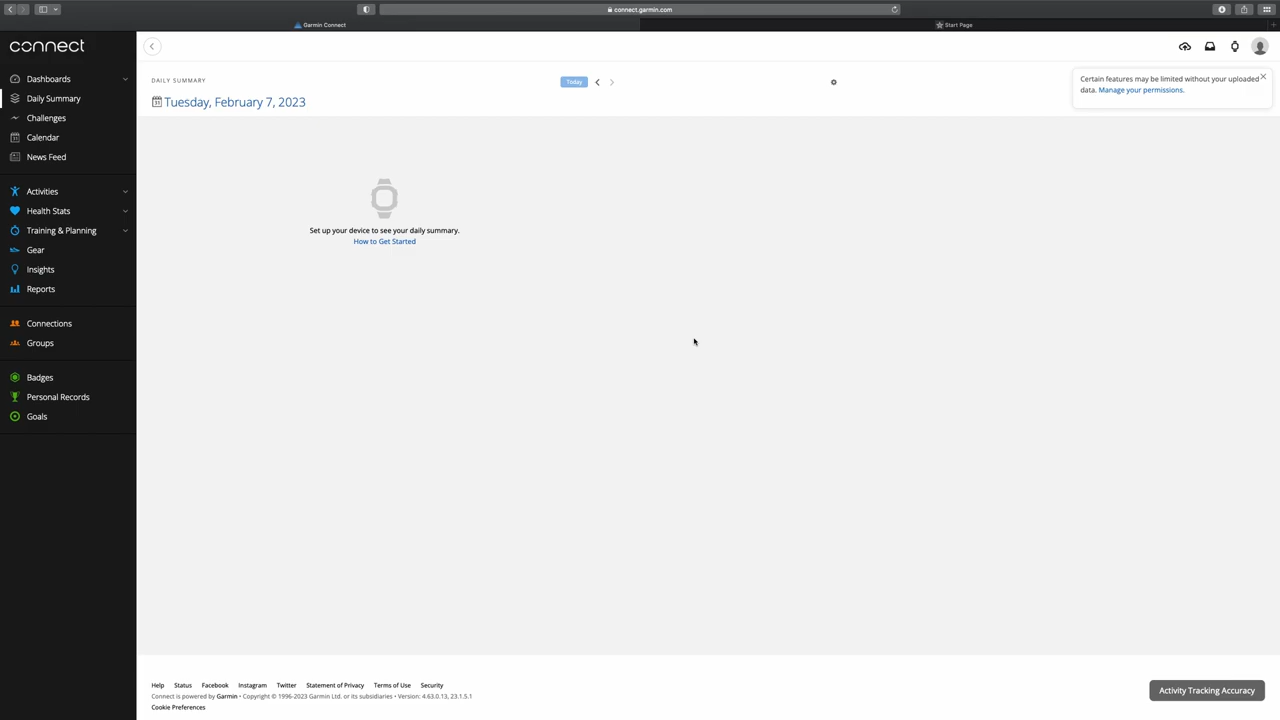 connect.garmin.com
Garmin Connect
Start Page
connect
Dashboards
Daily Summary
Challenges
Calendar
News Feed
Activities
Health Stats
Training & Planning
Gear
Insights
Reports
Connections
Groups
Badges
Personal Records
Goals
DAILY SUMMARY
Tuesday, February 7, 2023
Today
Certain features may be limited without your uploaded
data. Manage your permissions.
Set up your device to see your daily summary.
How to Get Started
Help Status Facebook Instagram Twitter Statement of Privacy Terms of Use Security
Connect is powered by Garmin • Copyright © 1996-2023 Garmin Ltd. or its subsidiaries • Version: 4.63.0.13, 23.1.5.1
Cookie Preferences
Activity Tracking Accuracy